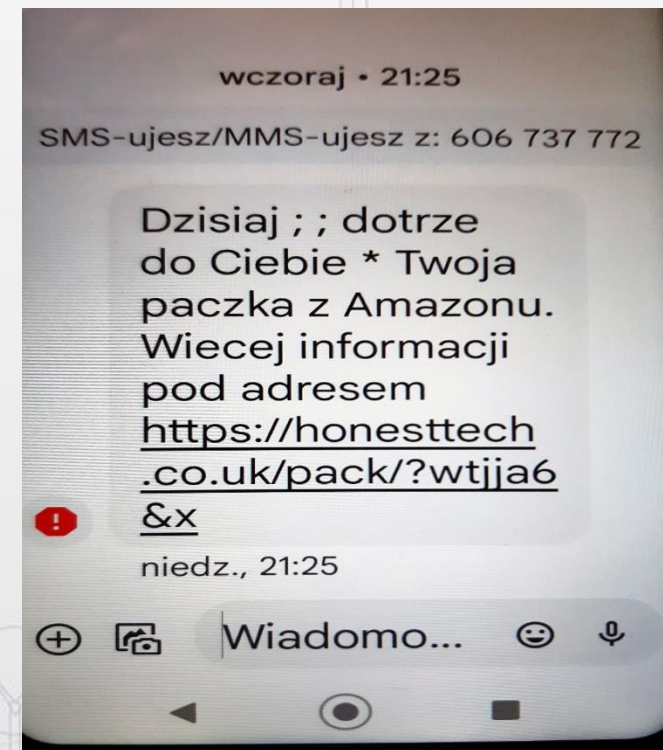 wczoraj • 21:25
SMS-ujesz/MMS-ujesz z: 606 737 772
Dzisiaj ; ; dotrze
do Ciebie * Twoja
paczka z Amazonu.
Wiecej informacji
pod adresem
https://honesttech
.co.uk/pack/?wtjja6
&x
niedz., 21:25
Wiadomo...